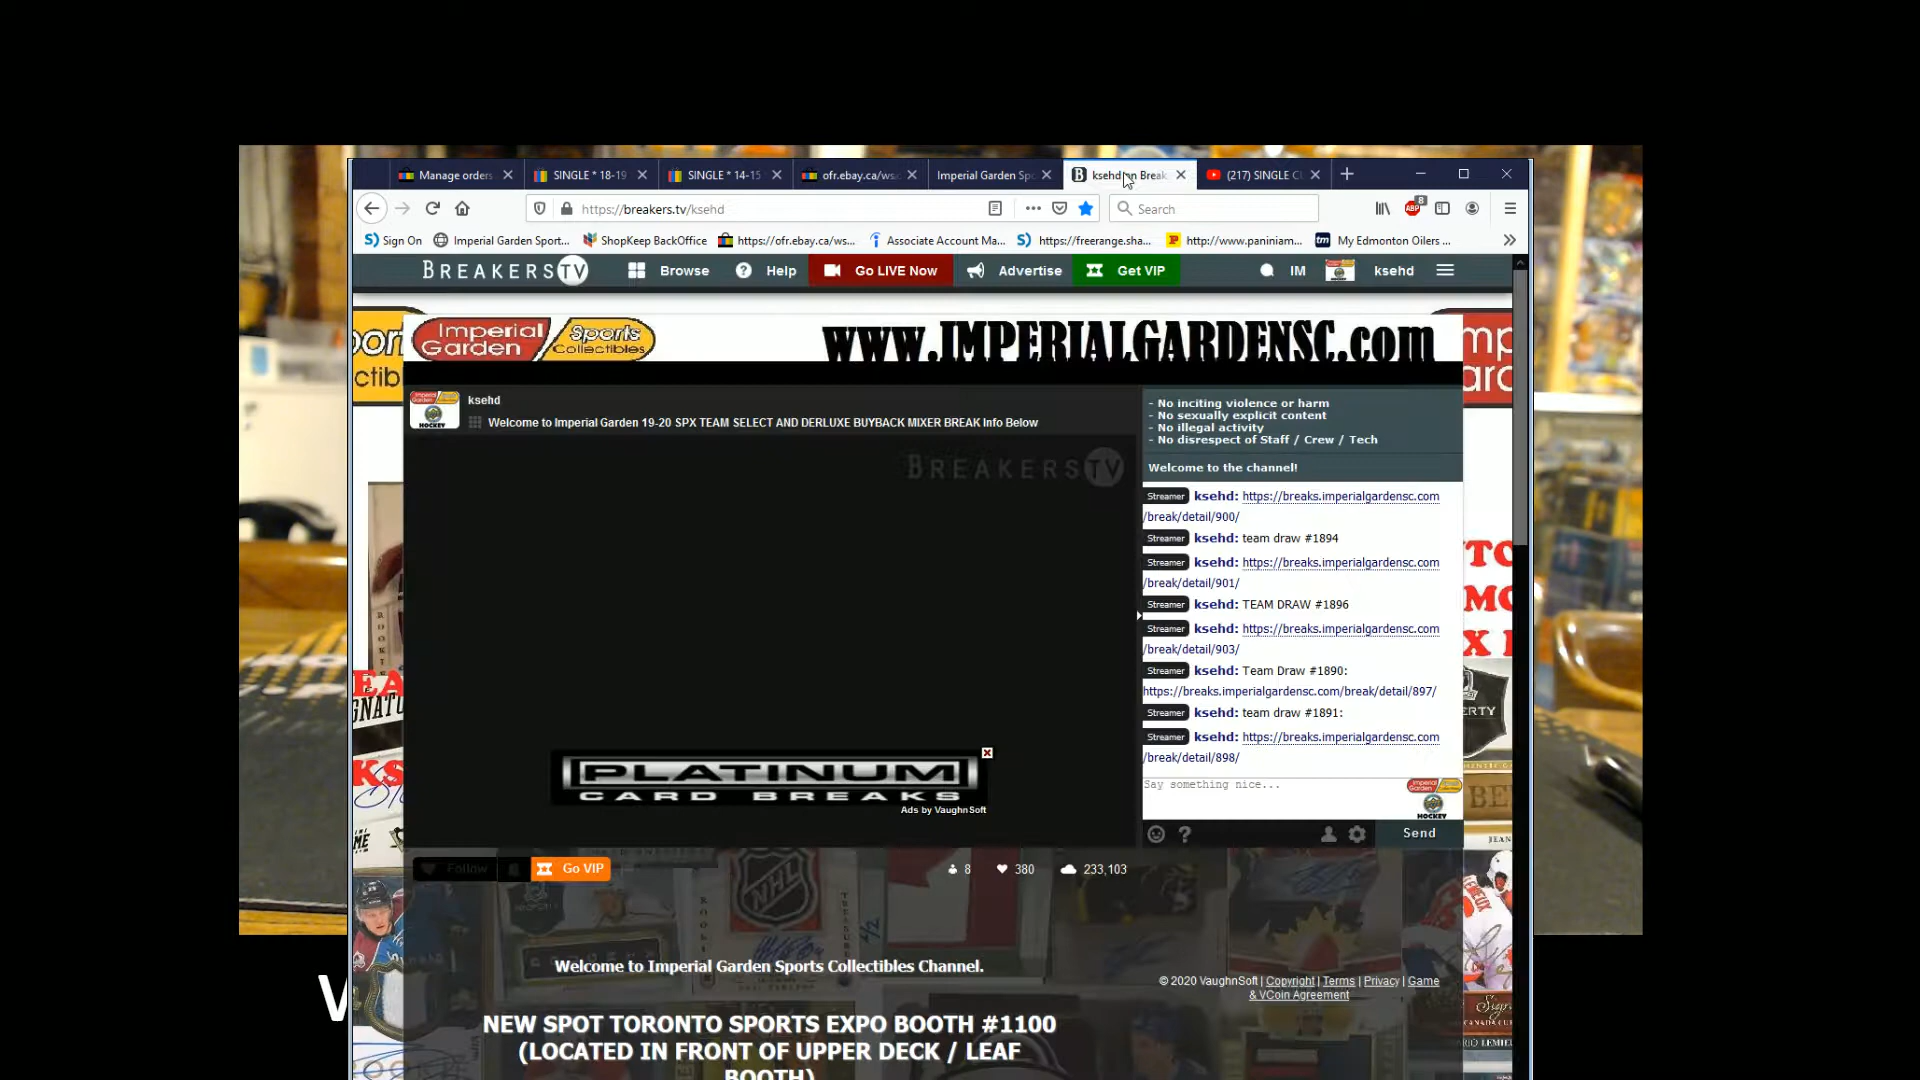 Manage orders
SINGLE * 18-19
SINGLE * 14-15
ofr.ebay.ca/ws
Imperial Garden Spo
ksehd on Break
(217) SINGLE C
https://breakers.tv/ksehd
Search
8
Sign On
Imperial Garden Sport...
ShopKeep BackOffice
https://ofr.ebay.ca/ws...
Associate Account Ma...
https://freerange.sha...
http://www.paniniam...
My Edmonton Oilers ...
BREAKERSTV
Browse
Help
Go LIVE Now
Advertise
Get VIP
IM
ksehd
Imperial Garden Sports Collectibles
www.IMPERIALGARDENSC.com
ksehd
Welcome to Imperial Garden 19-20 SPX TEAM SELECT AND DERLUXE BUYBACK MIXER BREAK Info Below
BREAKERSTV
- No inciting violence or harm
- No sexually explicit content
- No illegal activity
- No disrespect of Staff / Crew / Tech
Welcome to the channel!
Streamer ksehd: https://breaks.imperialgardensc.com
/break/detail/900/
Streamer ksehd: team draw #1894
Streamer ksehd: https://breaks.imperialgardensc.com
/break/detail/901/
Streamer ksehd: TEAM DRAW #1896
Streamer ksehd: https://breaks.imperialgardensc.com
/break/detail/903/
Streamer ksehd: Team Draw #1890:
https://breaks.imperialgardensc.com/break/detail/897/
Streamer ksehd: team draw #1891:
Streamer ksehd: https://breaks.imperialgardensc.com
/break/detail/898/
Say something nice...
Send
PLATINUM
CARD BREAKS
Ads by VaughnSoft
Follow
Go VIP
8
380
233,103
Welcome to Imperial Garden Sports Collectibles Channel.
© 2020 VaughnSoft | Copyright | Terms | Privacy | Game
& VCoin Agreement
NEW SPOT TORONTO SPORTS EXPO BOOTH #1100
(LOCATED IN FRONT OF UPPER DECK / LEAF
BOOTH)